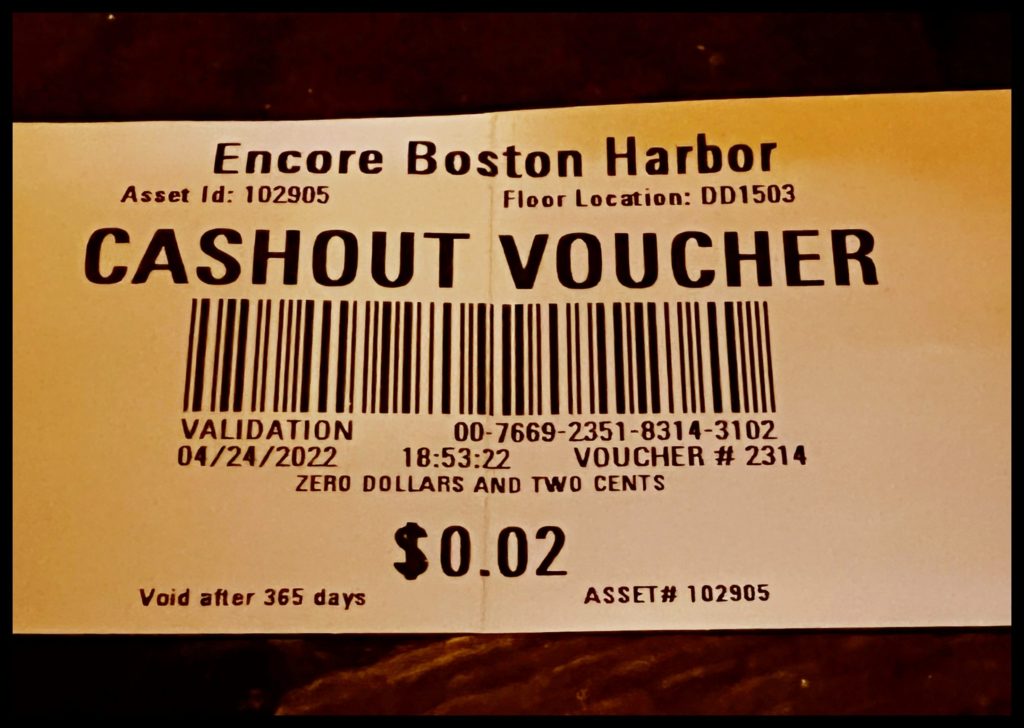 Encore Boston Harbor
Asset Id: 102905 Floor Location: DD1503
CASHOUT VOUCHER
VALIDATION 00-7669-2351-8314-3102
04/24/2022 18:53:22 VOUCHER # 2314
ZERO DOLLARS AND TWO CENTS
$0.02
Void after 365 days ASSET# 102905